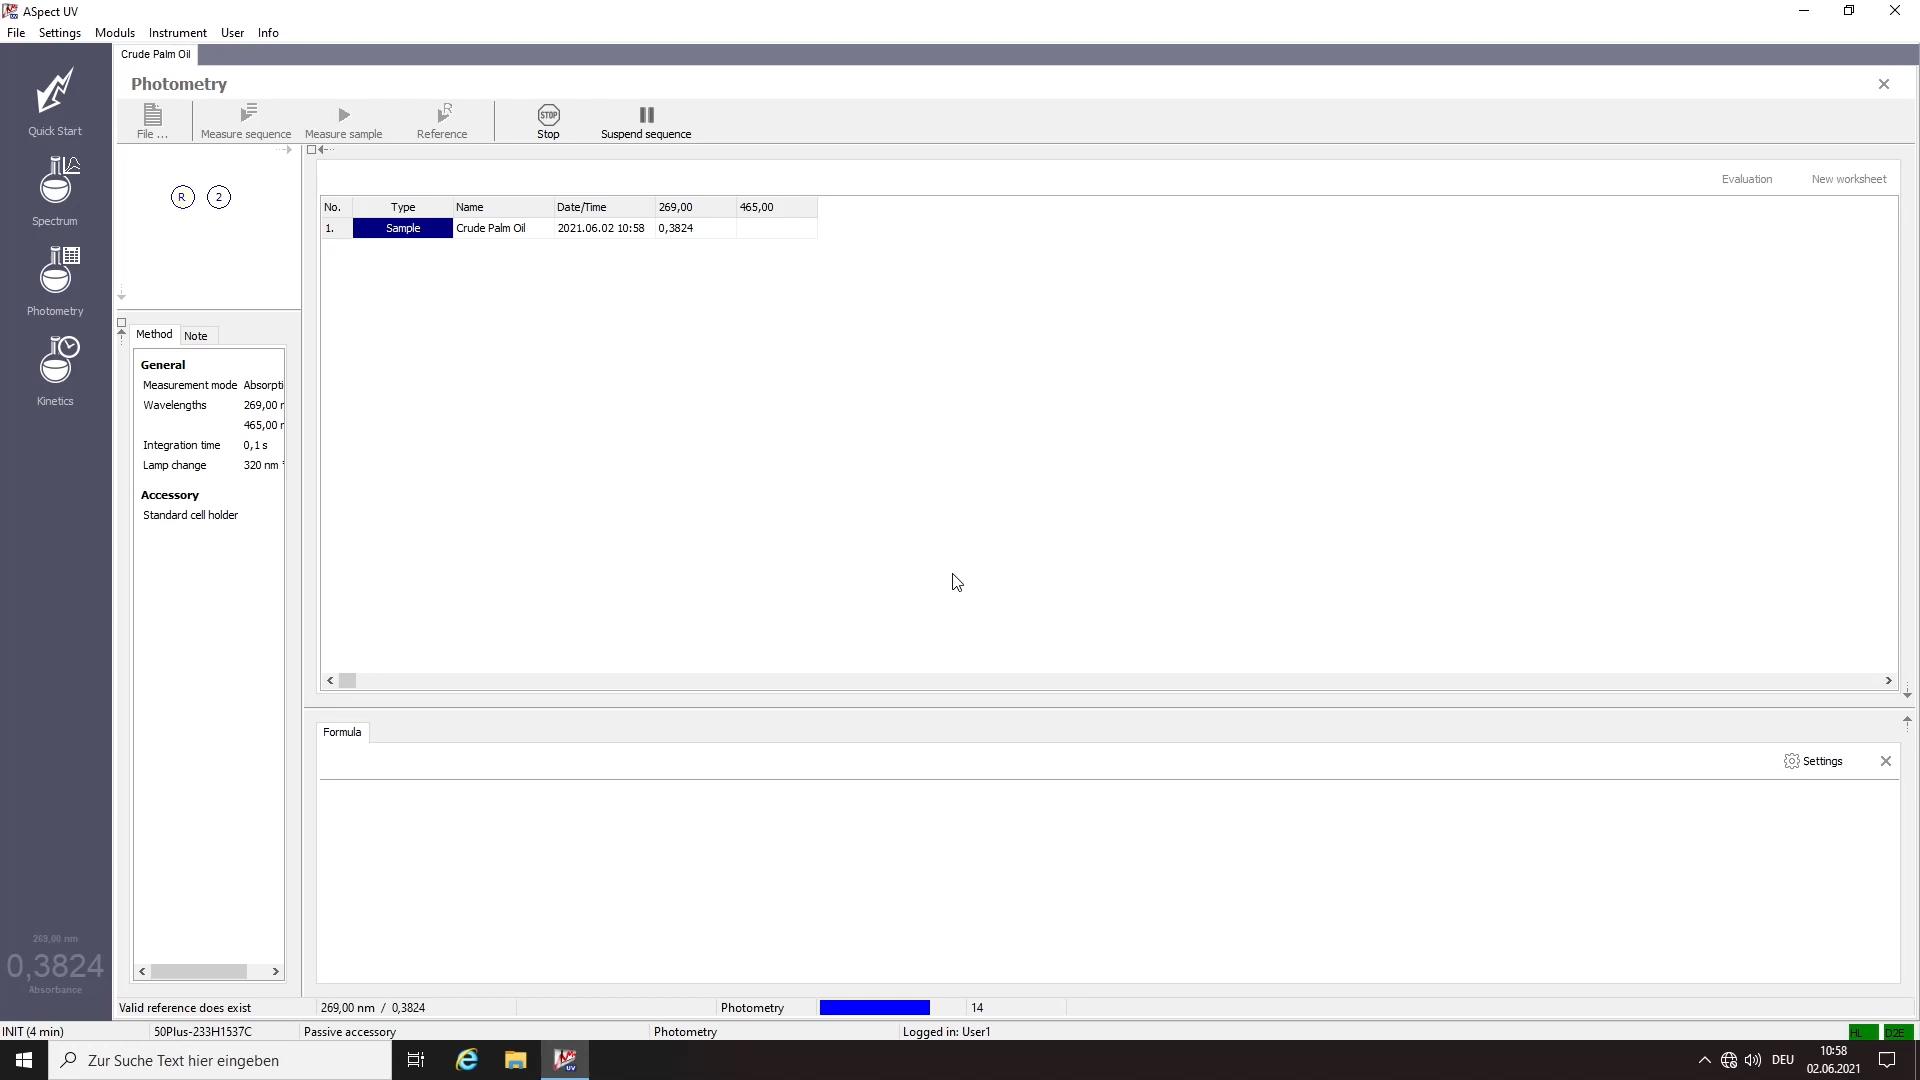 ASpect UV
File Settings Moduls Instrument User Info
Crude Palm Oil
Photometry
File ... Measure sequence Measure sample R Reference STOP Stop Suspend sequence
Quick Start
Spectrum
Photometry
Kinetics
R 2
Evaluation New worksheet
No. Type Name Date/Time 269,00 465,00
1. Sample Crude Palm Oil 2021.06.02 10:58 0,3824
Method Note
General
Measurement mode Absorpti
Wavelengths 269,00 r
465,00 r
Integration time 0,1 s
Lamp change 320 nm
Accessory
Standard cell holder
Formula
Settings
269,00 nm
0,3824
Absorbance
Valid reference does exist 269,00 nm / 0,3824 Photometry 14
INIT (4 min) 50Plus-233H1537C Passive accessory Photometry Logged in: User1 HL D2E
Zur Suche Text hier eingeben UV DEU 10:58
02.06.2021